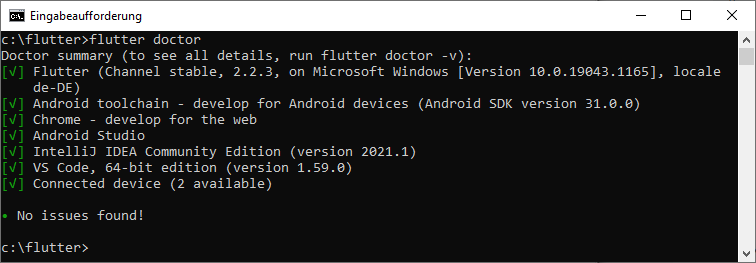 Eingabeaufforderung
c:\flutter>flutter doctor
Doctor summary (to see all details, run flutter doctor -v):
[√] Flutter (Channel stable, 2.2.3, on Microsoft Windows [Version 10.0.19043.1165], locale
de-DE)
[√] Android toolchain - develop for Android devices (Android SDK version 31.0.0)
[√] Chrome - develop for the web
[√] Android Studio
[√] IntelliJ IDEA Community Edition (version 2021.1)
[√] VS Code, 64-bit edition (version 1.59.0)
[√] Connected device (2 available)
• No issues found!
c:\flutter>